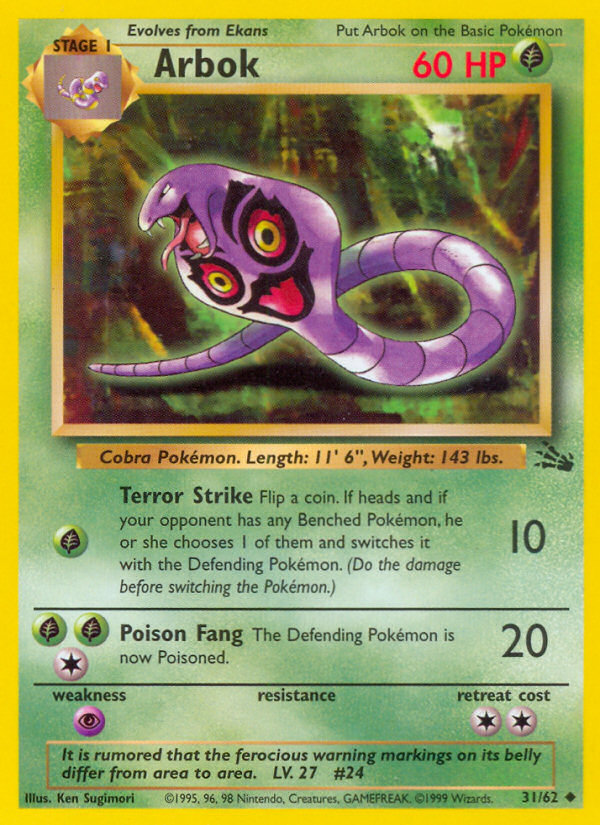 Evolves from Ekans
Put Arbok on the Basic Pokémon
STAGE 1
Arbok
60 HP
Cobra Pokémon. Length: 11' 6", Weight: 143 lbs.
Terror Strike Flip a coin. If heads and if
your opponent has any Benched Pokémon, he
or she chooses 1 of them and switches it
with the Defending Pokémon. (Do the damage
before switching the Pokémon.)
10
Poison Fang The Defending Pokémon is
now Poisoned.
20
weakness
resistance
retreat cost
It is rumored that the ferocious warning markings on its belly
differ from area to area. LV. 27 #24
Illus. Ken Sugimori
©1995, 96, 98 Nintendo, Creatures, GAMEFREAK. ©1999 Wizards.
31/62